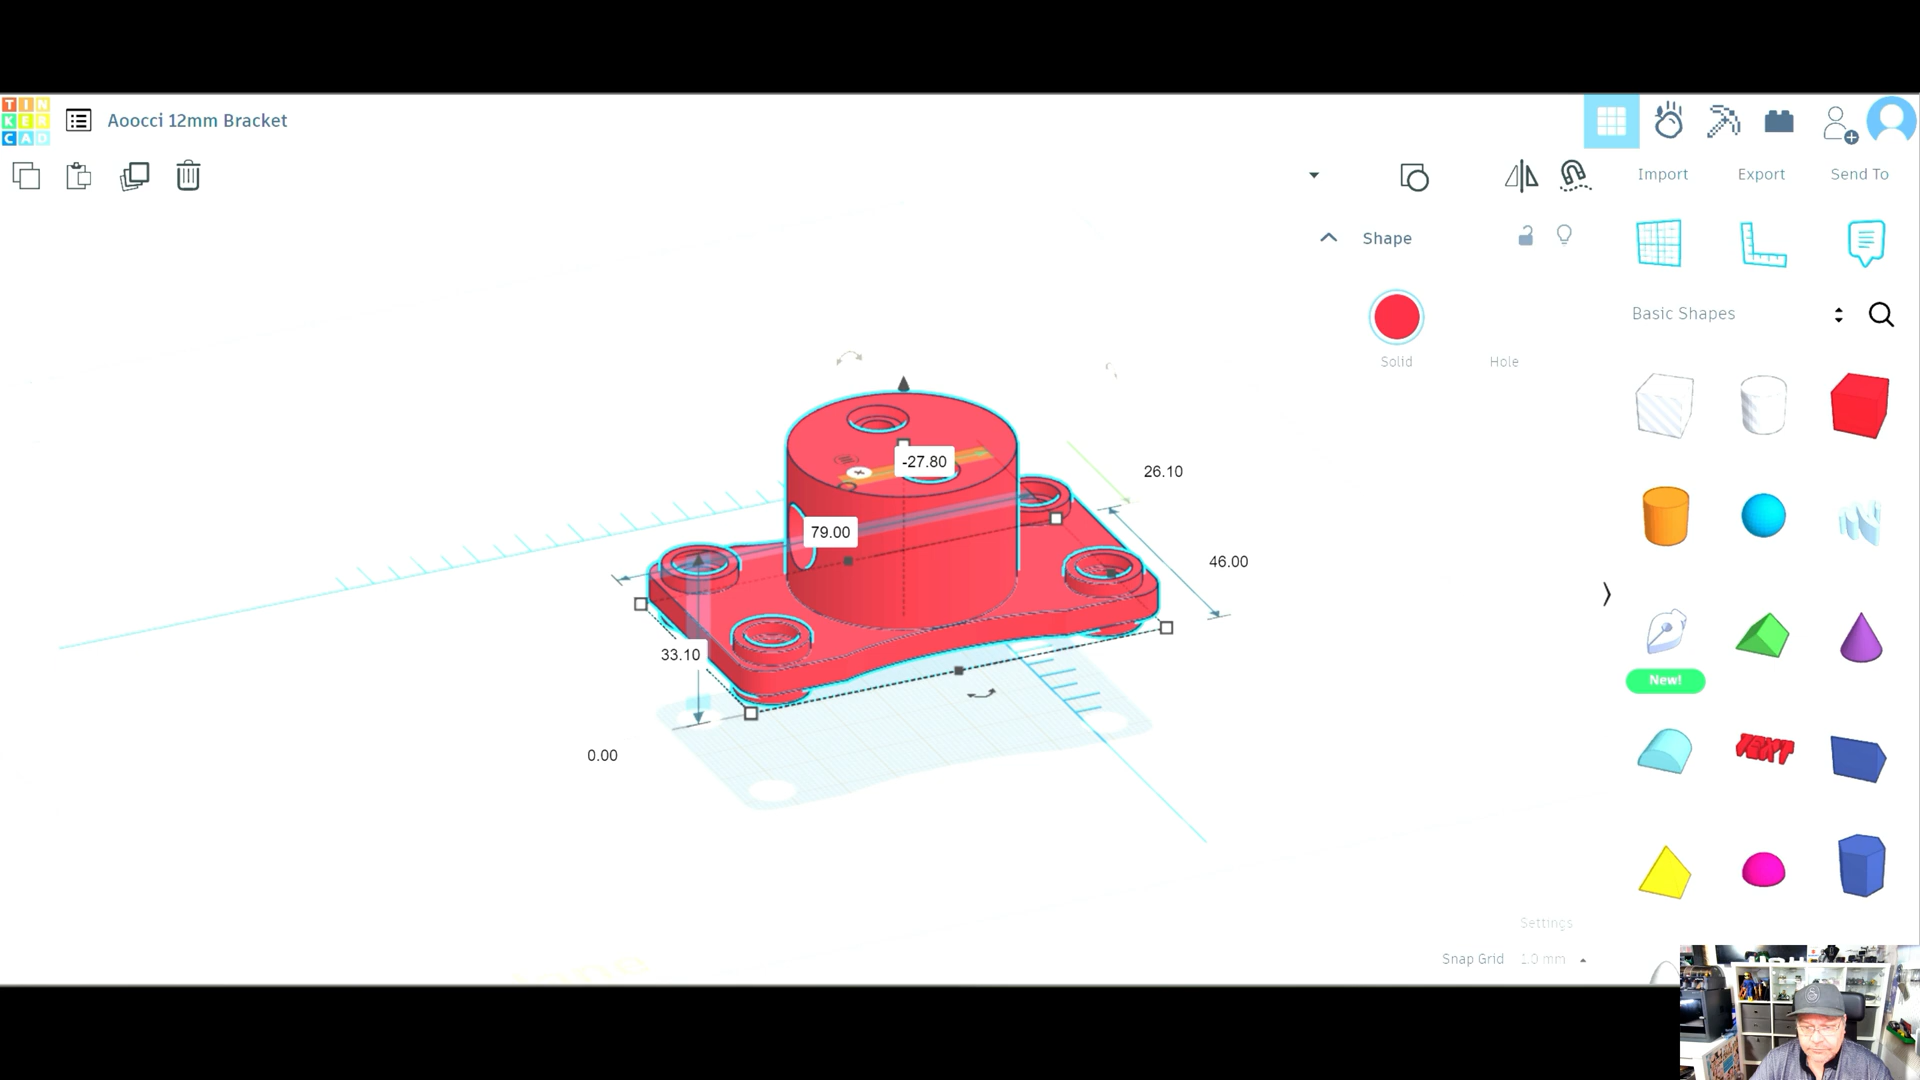 TIN
KER
CAD
Aoocci 12mm Bracket
Import
Export
Send To
Shape
Solid
Hole
Basic Shapes
-27.80
26.10
79.00
46.00
33.10
0.00
New!
TEXT
Settings
Snap Grid 1.0 mm